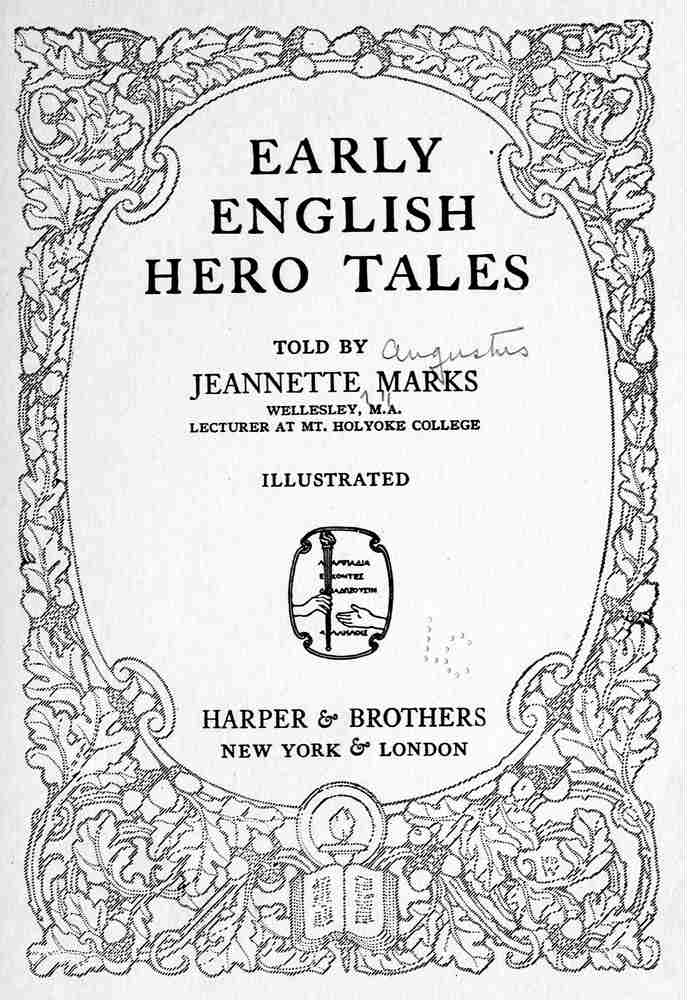 EARLY
ENGLISH
HERO TALES
TOLD BY
Augustus
JEANNETTE MARKS
WELLESLEY, M.A.
LECTURER AT MT. HOLYOKE COLLEGE
ILLUSTRATED
HARPER & BROTHERS
NEW YORK & LONDON